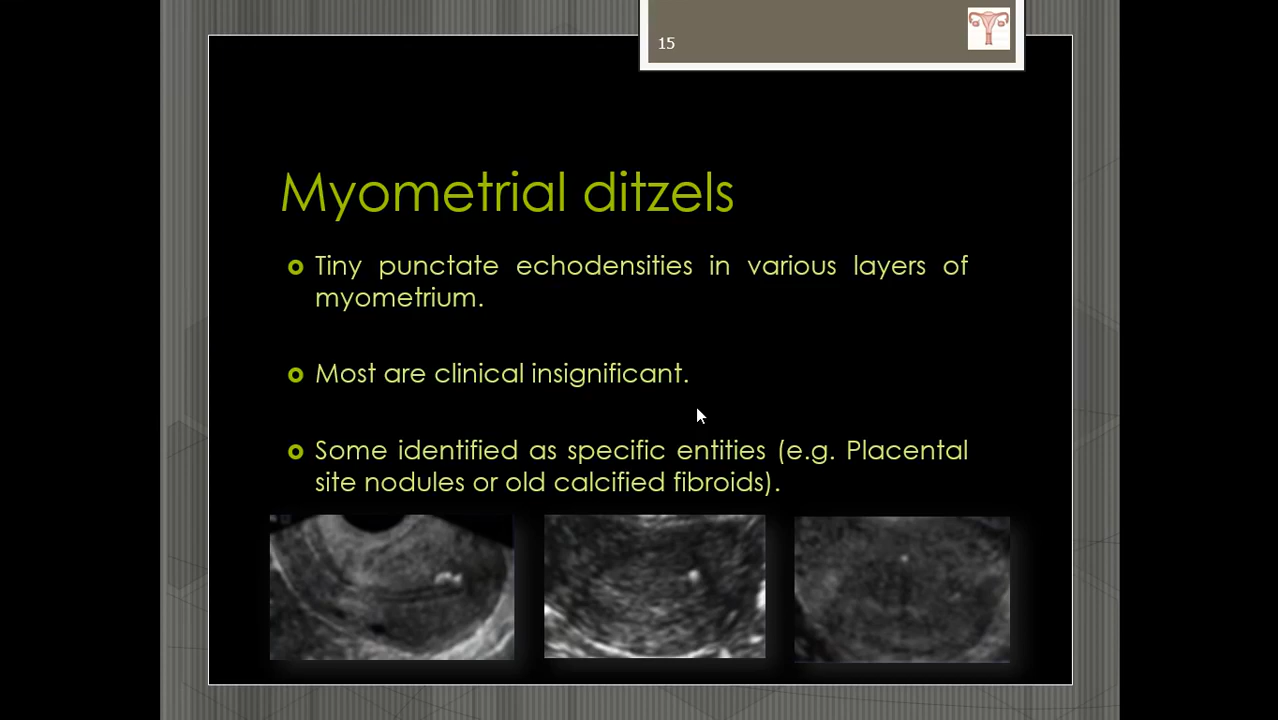 15
Myometrial ditzels
Tiny punctate echodensities in various layers of
myometrium.
Most are clinical insignificant.
Some identified as specific entities (e.g. Placental
site nodules or old calcified fibroids).